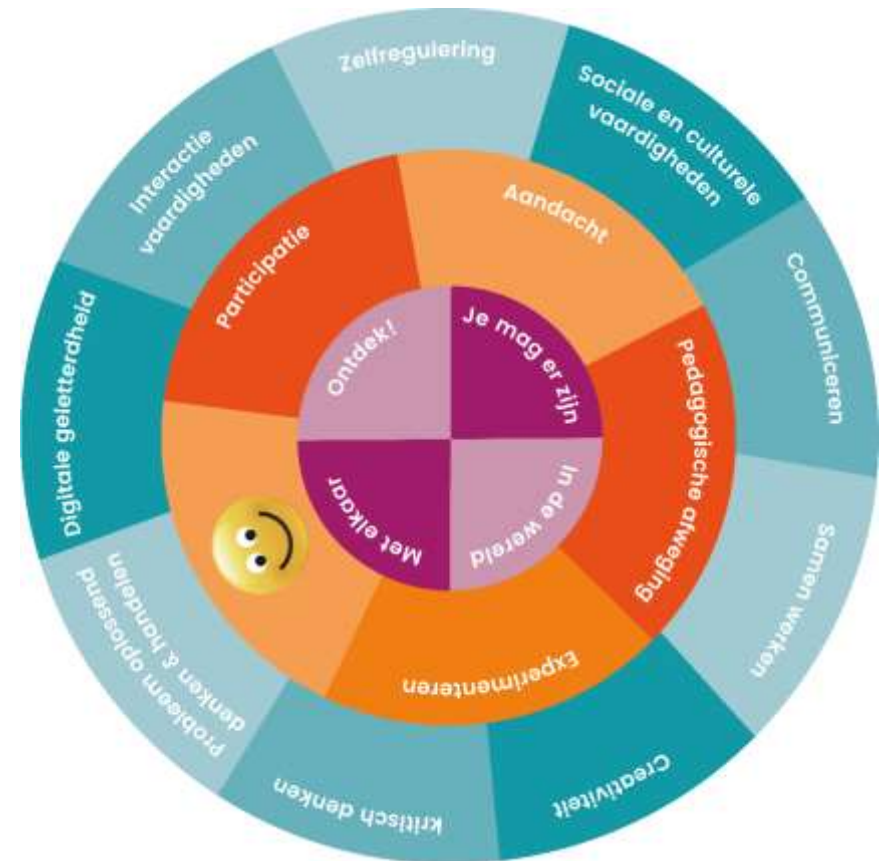 Zelfregulering
Sociale en culturele
vaardigheden
Communiceren
Samen werken
Creativiteit
kritisch denken
Probleem oplossend
denken & handelen
Digitale geletterdheid
Interactie
vaardigheden
Aandacht
Pedagogische afweging
Experimenteren
Participatie
Ontdek!
Je mag er zijn
In de wereld
Met elkaar